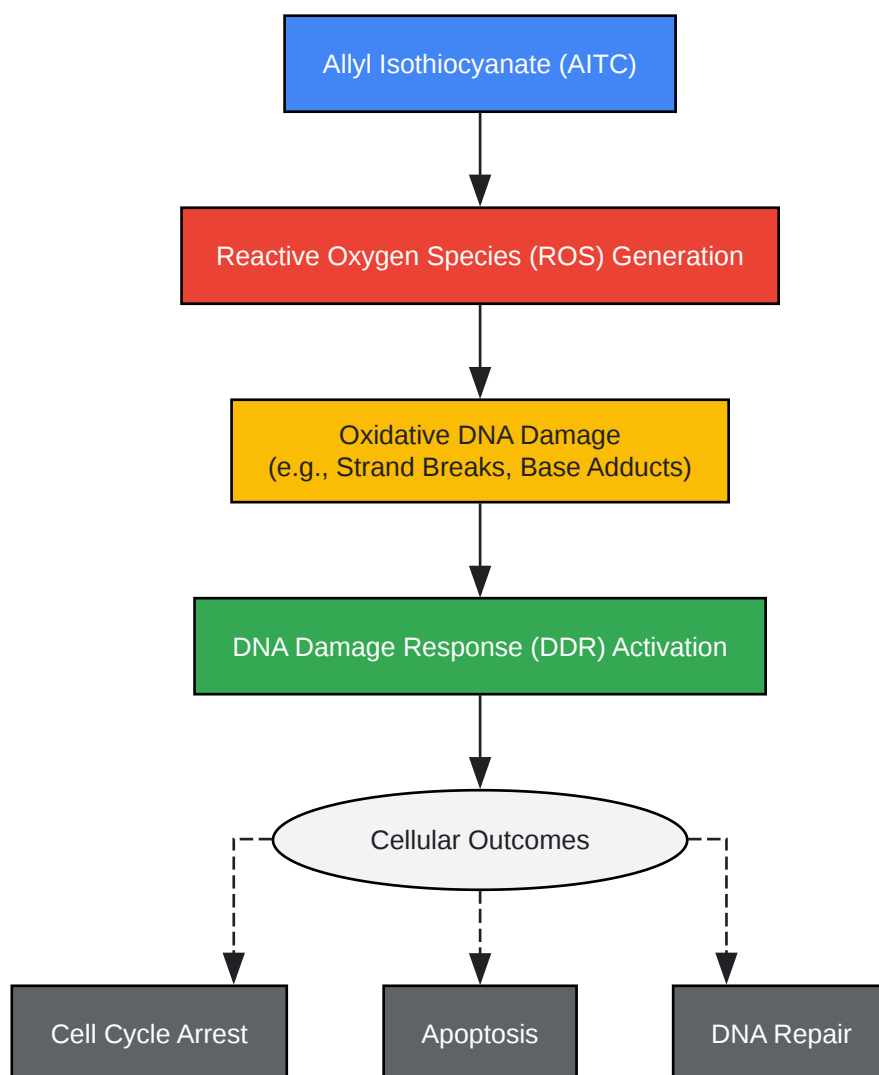 Allyl Isothiocyanate (AITC)
Reactive Oxygen Species (ROS) Generation
Oxidative DNA Damage
(e.g., Strand Breaks, Base Adducts)
DNA Damage Response (DDR) Activation
Cellular Outcomes
Cell Cycle Arrest
Apoptosis
DNA Repair